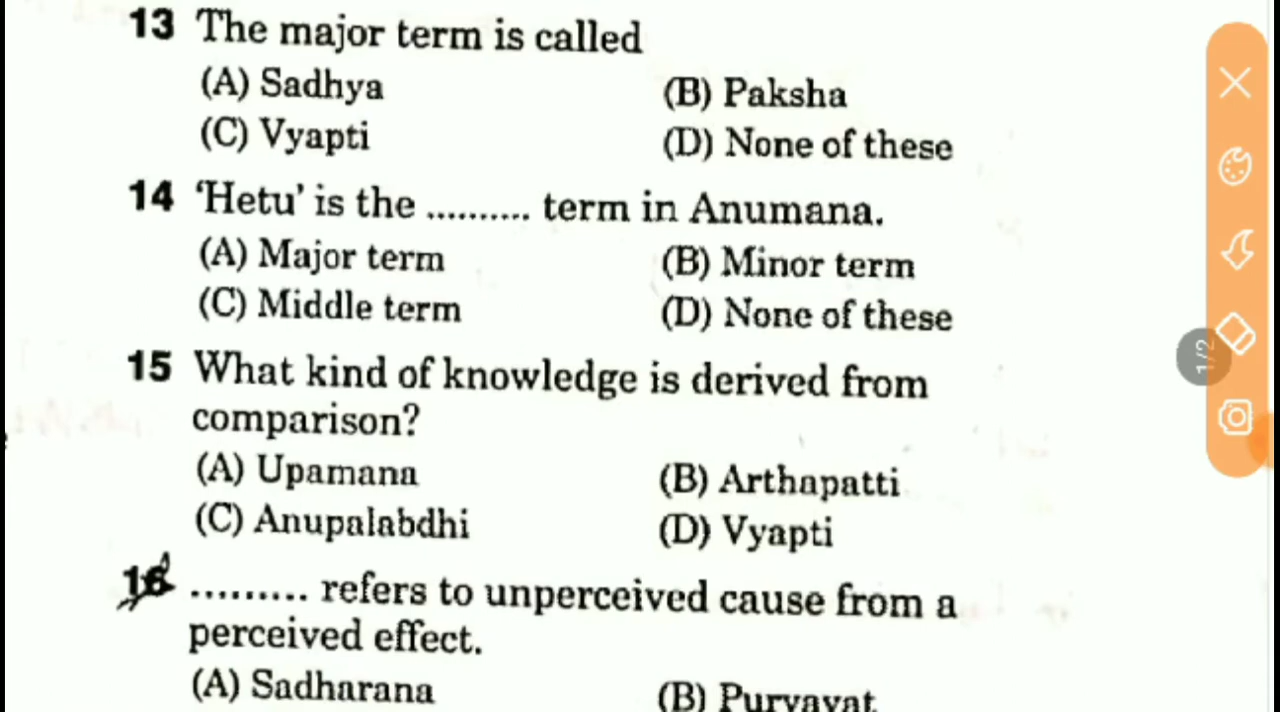 13 The major term is called
(A) Sadhya (B) Paksha
(C) Vyapti (D) None of these
14 ‘Hetu’ is the .......... term in Anumana.
(A) Major term (B) Minor term
(C) Middle term (D) None of these
15 What kind of knowledge is derived from
comparison?
(A) Upamana (B) Arthapatti
(C) Anupalabdhi (D) Vyapti
16 ......... refers to unperceived cause from a
perceived effect.
(A) Sadharana (B) Purvavat
1/2